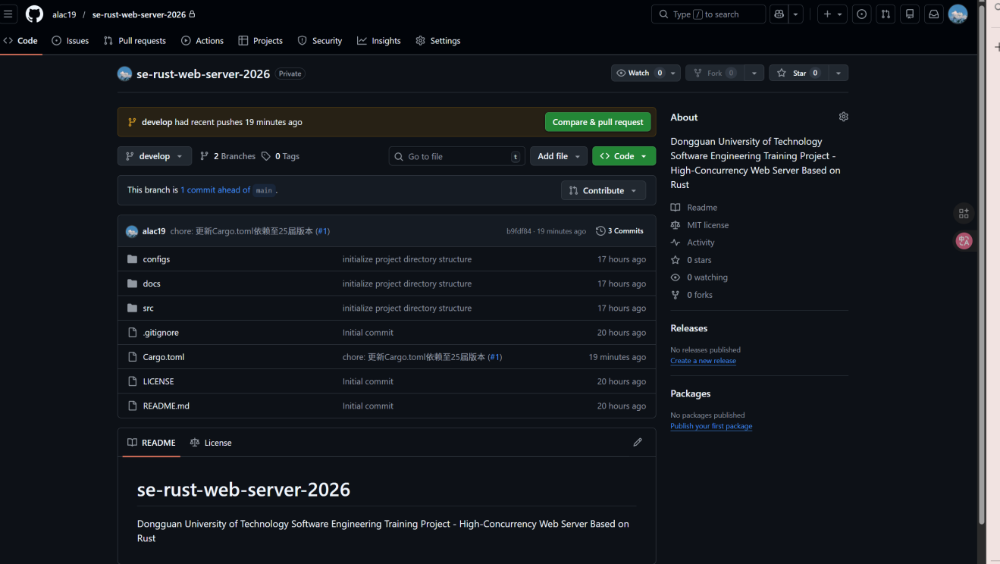 alac19 / se-rust-web-server-2026
Type / to search
Code Issues Pull requests Actions Projects Security Insights Settings
se-rust-web-server-2026 Private
Watch 0 Fork 0 Star 0
develop had recent pushes 19 minutes ago Compare & pull request
develop 2 Branches 0 Tags Go to file t Add file Code
This branch is 1 commit ahead of main . Contribute
alac19 chore: 更新Cargo.toml依赖至25届版本 (#1) b9fdf84 · 19 minutes ago 3 Commits
configs initialize project directory structure 17 hours ago
docs initialize project directory structure 17 hours ago
src initialize project directory structure 17 hours ago
.gitignore Initial commit 20 hours ago
Cargo.toml chore: 更新Cargo.toml依赖至25届版本 (#1) 19 minutes ago
LICENSE Initial commit 20 hours ago
README.md Initial commit 20 hours ago
README License
se-rust-web-server-2026
Dongguan University of Technology Software Engineering Training Project - High-Concurrency Web Server Based on
Rust
About
Dongguan University of Technology
Software Engineering Training Project -
High-Concurrency Web Server Based on
Rust
Readme
MIT license
Activity
0 stars
0 watching
0 forks
Releases
No releases published
Create a new release
Packages
No packages published
Publish your first package